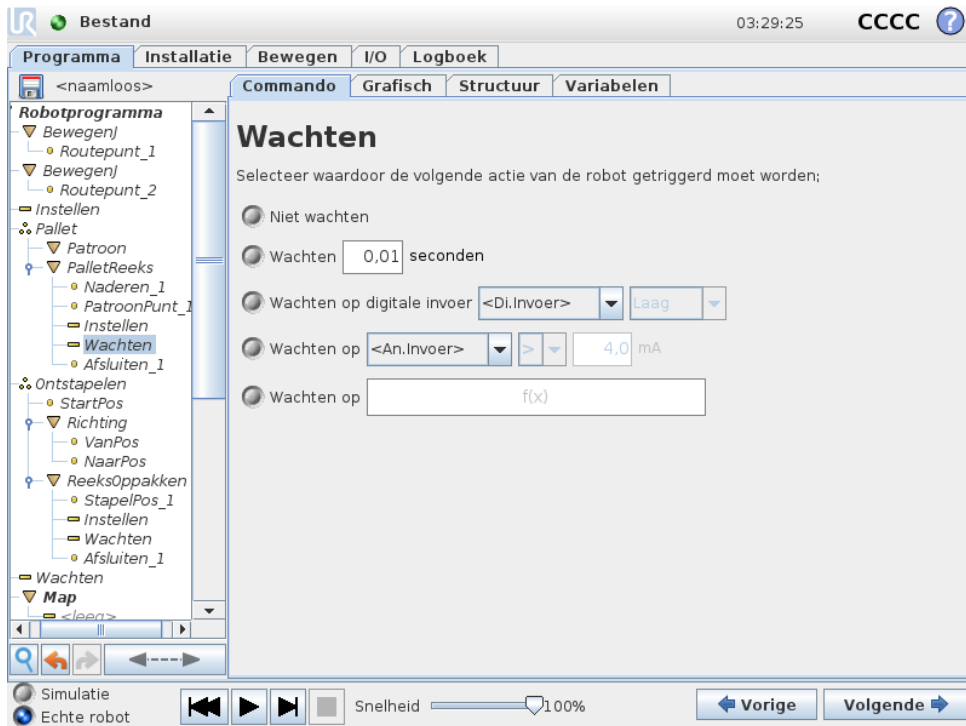 Bestand 03:29:25 CCCC ?
Programma Installatie Bewegen I/O Logboek
<naamloos>
Commando Grafisch Structuur Variabelen
Robotprogramma
BewegenJ
Routepunt_1
BewegenJ
Routepunt_2
Instellen
Pallet
Patroon
PalletReeks
Naderen_1
PatroonPunt_1
Instellen
Wachten
Afsluiten_1
Ontstapelen
StartPos
Richting
VanPos
NaarPos
ReeksOppakken
StapelPos_1
Instellen
Wachten
Afsluiten_1
Wachten
Map
<leeg>
Wachten
Selecteer waardoor de volgende actie van de robot getriggerd moet worden;
Niet wachten
Wachten 0,01 seconden
Wachten op digitale invoer <Di.Invoer> Laag
Wachten op <An.Invoer> > 4,0 mA
Wachten op f(x)
Simulatie
Echte robot
Snelheid 100%
Vorige Volgende